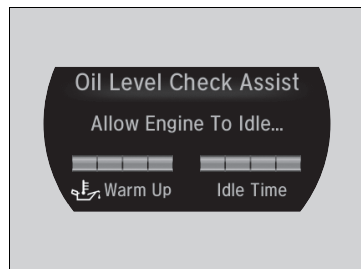 Oil Level Check Assist
Allow Engine To Idle...
Warm Up Idle Time